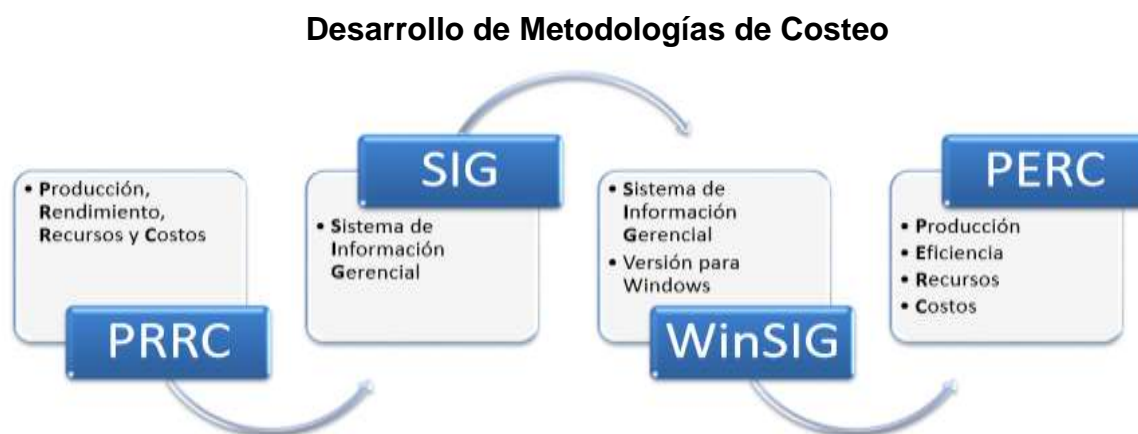 Desarrollo de Metodologías de Costeo
• Producción,
Rendimiento,
Recursos y Costos
PRRC
SIG
• Sistema de
Información
Gerencial
• Sistema de
Información
Gerencial
• Versión para
Windows
WinSIG
PERC
• Producción
• Eficiencia
• Recursos
• Costos